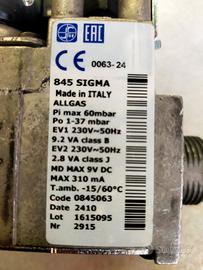 EAC
0063-24
845 SIGMA
Made in ITALY
ALLGAS
Pi max 60mbar
Po 1-37 mbar
EV1 230V~50Hz
9.2 VA class B
EV2 230V~50Hz
2.8 VA class J
MD MAX 9V DC
MAX 310 mA
T.amb. -15/60°C
Code 0845063
Date 2410
Lot 1615095
Nr 2915